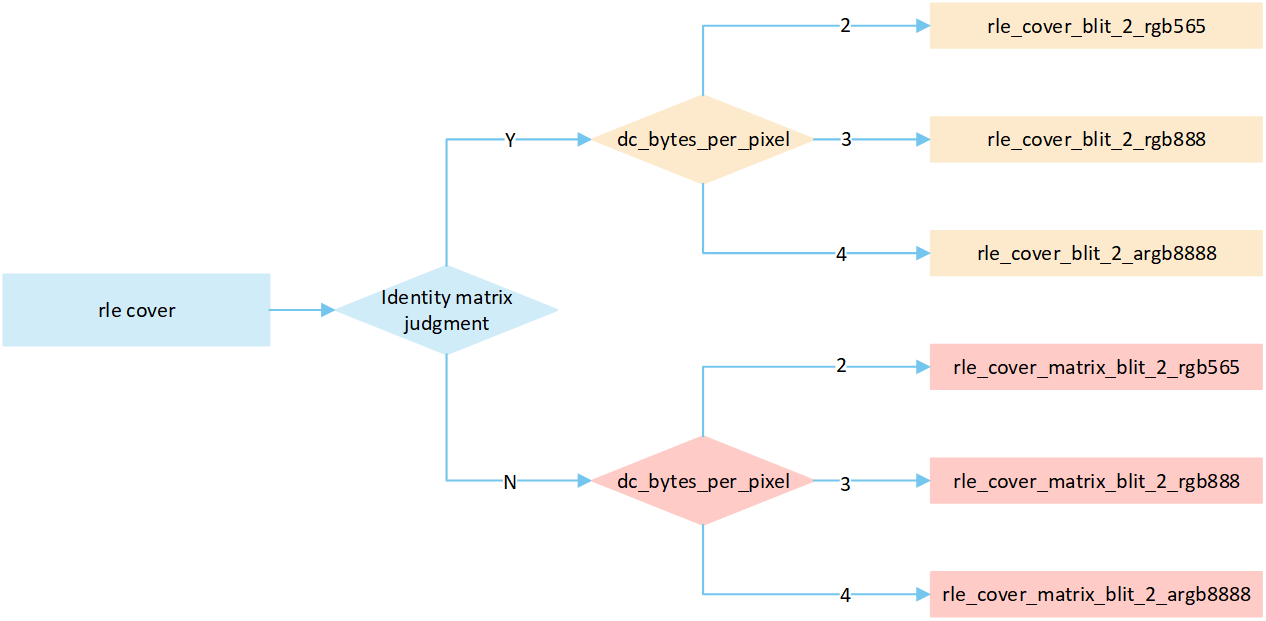 2
rle_cover_blit_2_rgb565
Y
dc_bytes_per_pixel
3
rle_cover_blit_2_rgb888
4
rle_cover_blit_2_argb8888
rle cover
Identity matrix
judgment
2
rle_cover_matrix_blit_2_rgb565
N
dc_bytes_per_pixel
3
rle_cover_matrix_blit_2_rgb888
4
rle_cover_matrix_blit_2_argb8888